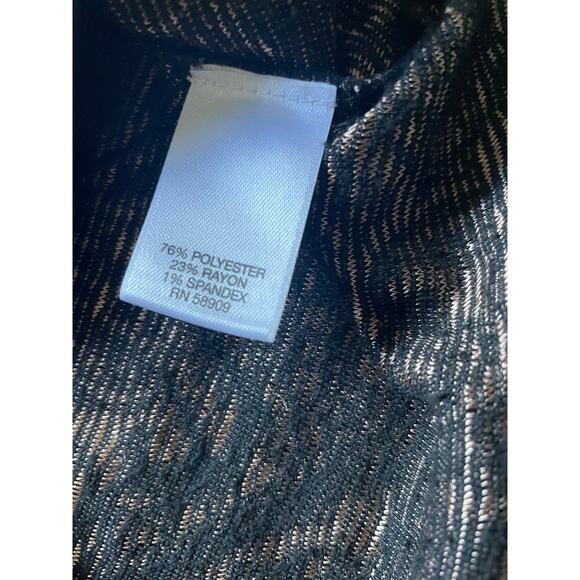 76% POLYESTER
23% RAYON
1% SPANDEX
RN 58909